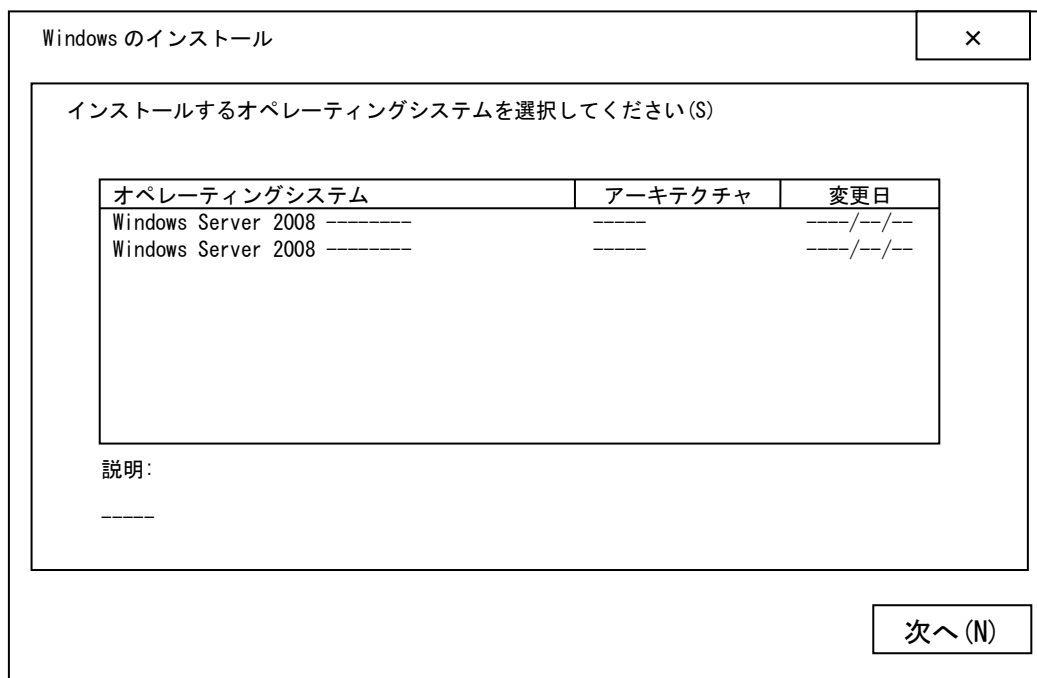 Windows のインストール ×
インストールするオペレーティングシステムを選択してください(S)
オペレーティングシステム アーキテクチャ 変更日
Windows Server 2008 -------- ----- ----/--/--
Windows Server 2008 -------- ----- ----/--/--
説明:
-----
次へ(N)